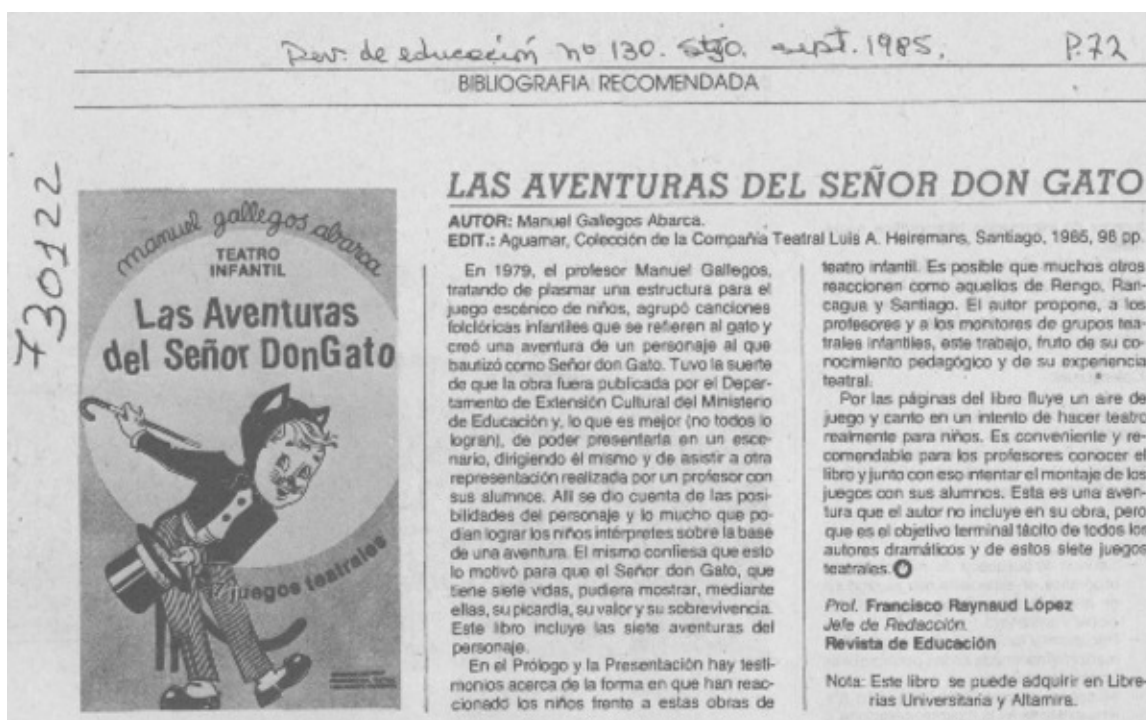 Rev. de educación nº 130. Stgo. sept. 1985. P.72
BIBLIOGRAFIA RECOMENDADA
730122
manuel gallegos abarca
TEATRO
INFANTIL
Las Aventuras
del Señor DonGato
7 juegos teatrales
LAS AVENTURAS DEL SEÑOR DON GATO
AUTOR: Manuel Gallegos Abarca.
EDIT.: Aguamar, Colección de la Compañía Teatral Luis A. Heiremans, Santiago, 1985, 98 pp.
En 1979, el profesor Manuel Gallegos,
tratando de plasmar una estructura para el
juego escénico de niños, agrupó canciones
folclóricas infantiles que se refieren al gato y
creó una aventura de un personaje al que
bautizó como Señor don Gato. Tuvo la suerte
de que la obra fuera publicada por el Depar-
tamento de Extensión Cultural del Ministerio
de Educación y, lo que es mejor (no todos lo
logran), de poder presentarla en un esce-
nario, dirigiendo él mismo y de asistir a otra
representación realizada por un profesor con
sus alumnos. Allí se dio cuenta de las posi-
bilidades del personaje y lo mucho que po-
dían lograr los niños intérpretes sobre la base
de una aventura. El mismo confiesa que esto
lo motivó para que el Señor don Gato, que
tiene siete vidas, pudiera mostrar, mediante
ellas, su picardía, su valor y su sobrevivencia.
Este libro incluye las siete aventuras del
personaje.
En el Prólogo y la Presentación hay testi-
monios acerca de la forma en que han reac-
cionado los niños frente a estas obras de
teatro infantil. Es posible que muchos otros
reaccionen como aquellos de Rengo, Ran-
cagua y Santiago. El autor propone, a los
profesores y a los monitores de grupos tea-
trales infantiles, este trabajo, fruto de su co-
nocimiento pedagógico y de su experiencia
teatral.
Por las páginas del libro fluye un aire de
juego y canto en un intento de hacer teatro
realmente para niños. Es conveniente y re-
comendable para los profesores conocer el
libro y junto con eso intentar el montaje de los
juegos con sus alumnos. Esta es una aven-
tura que el autor no incluye en su obra, pero
que es el objetivo terminal tácito de todos los
autores dramáticos y de estos siete juegos
teatrales.
Prof. Francisco Raynaud López
Jefe de Redacción.
Revista de Educación
Nota: Este libro se puede adquirir en Libre-
rías Universitaria y Altamira.